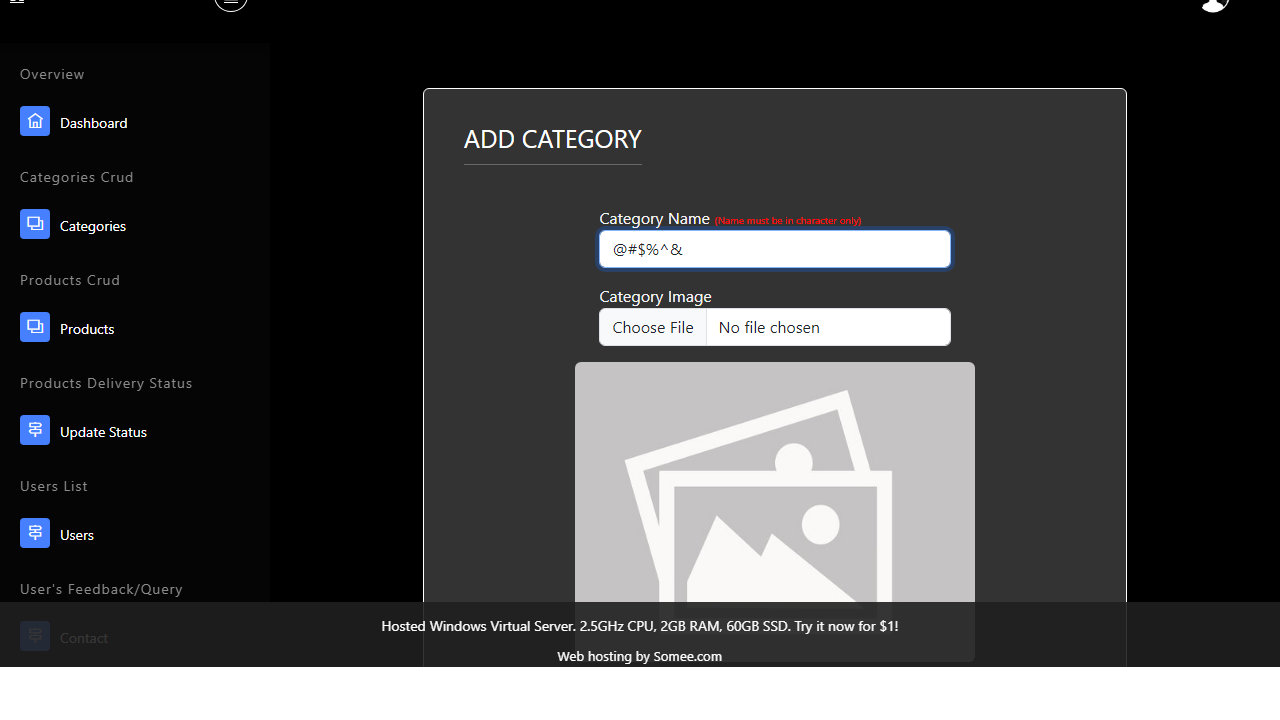 Overview
Dashboard
Categories Crud
Categories
Products Crud
Products
Products Delivery Status
Update Status
Users List
Users
User's Feedback/Query
Contact
ADD CATEGORY
Category Name (Name must be in character only)
@#$%^&
Category Image
Choose File No file chosen
Hosted Windows Virtual Server. 2.5GHz CPU, 2GB RAM, 60GB SSD. Try it now for $1!
Web hosting by Somee.com